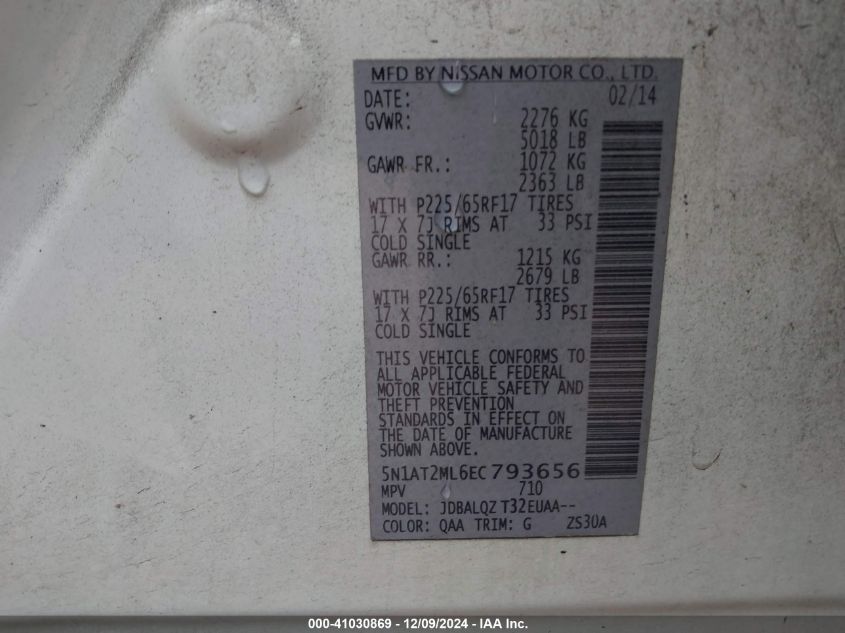 MFD BY NISSAN MOTOR CO., LTD.
DATE: 02/14
GVWR: 2276 KG
5018 LB
GAWR FR.: 1072 KG
2363 LB
WITH P225/65RF17 TIRES
17 X 7J RIMS AT 33 PSI
COLD SINGLE
GAWR RR.: 1215 KG
2679 LB
WITH P225/65RF17 TIRES
17 X 7J RIMS AT 33 PSI
COLD SINGLE
THIS VEHICLE CONFORMS TO
ALL APPLICABLE FEDERAL
MOTOR VEHICLE SAFETY AND
THEFT PREVENTION
STANDARDS IN EFFECT ON
THE DATE OF MANUFACTURE
SHOWN ABOVE.
5N1AT2ML6EC793656
MPV 710
MODEL: JDBALQZ T32EUAA--
COLOR: QAA TRIM: G ZS30A
000-41030869 - 12/09/2024 - IAA Inc.